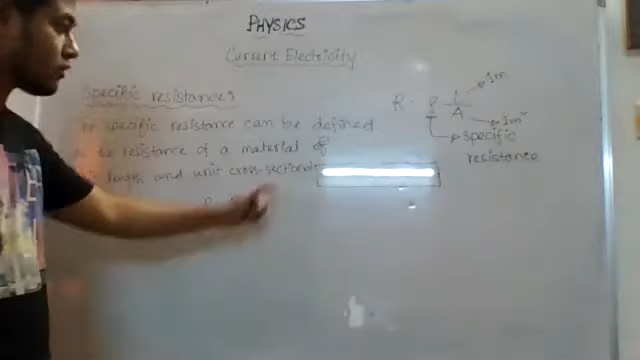 PHYSICS
Current Electricity
Specific resistance:
specific resistance can be defined
the resistance of a material of
and unit cross-sectional
R = ρ L/A
1m
1m²
specific
resistance